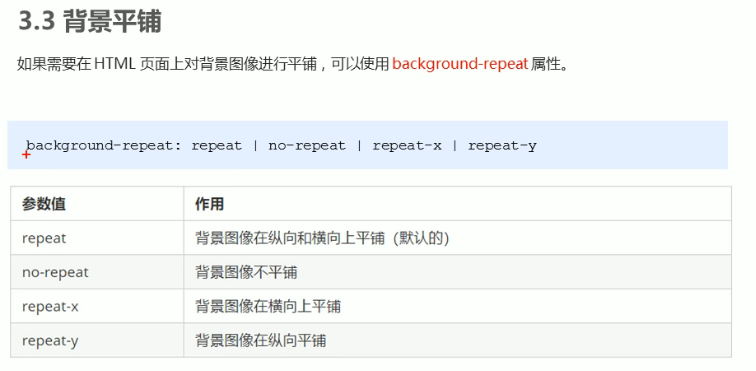 3.3 背景平铺
如果需要在 HTML 页面上对背景图像进行平铺，可以使用 background-repeat 属性。
background-repeat: repeat | no-repeat | repeat-x | repeat-y
参数值 作用
repeat 背景图像在纵向和横向上平铺（默认的）
no-repeat 背景图像不平铺
repeat-x 背景图像在横向上平铺
repeat-y 背景图像在纵向平铺